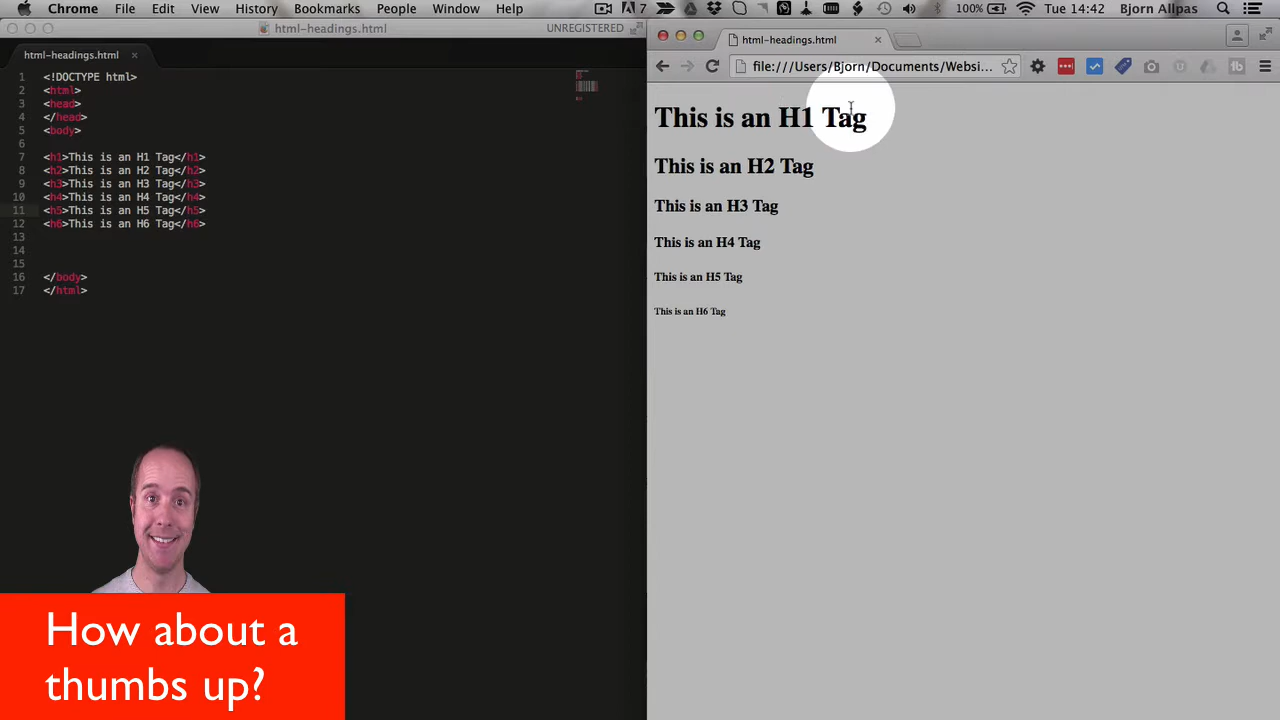 Chrome File Edit View History Bookmarks People Window Help 7 100% Tue 14:42 Bjorn Allpas
html-headings.html UNREGISTERED
html-headings.html
1 <!DOCTYPE html>
2 <html>
3 <head>
4 </head>
5 <body>
6
7 <h1>This is an H1 Tag</h1>
8 <h2>This is an H2 Tag</h2>
9 <h3>This is an H3 Tag</h3>
10 <h4>This is an H4 Tag</h4>
11 <h5>This is an H5 Tag</h5>
12 <h6>This is an H6 Tag</h6>
13
14
15
16 </body>
17 </html>
How about a
thumbs up?
html-headings.html
file:///Users/Bjorn/Documents/Websi... tb
This is an H1 Tag
This is an H2 Tag
This is an H3 Tag
This is an H4 Tag
This is an H5 Tag
This is an H6 Tag